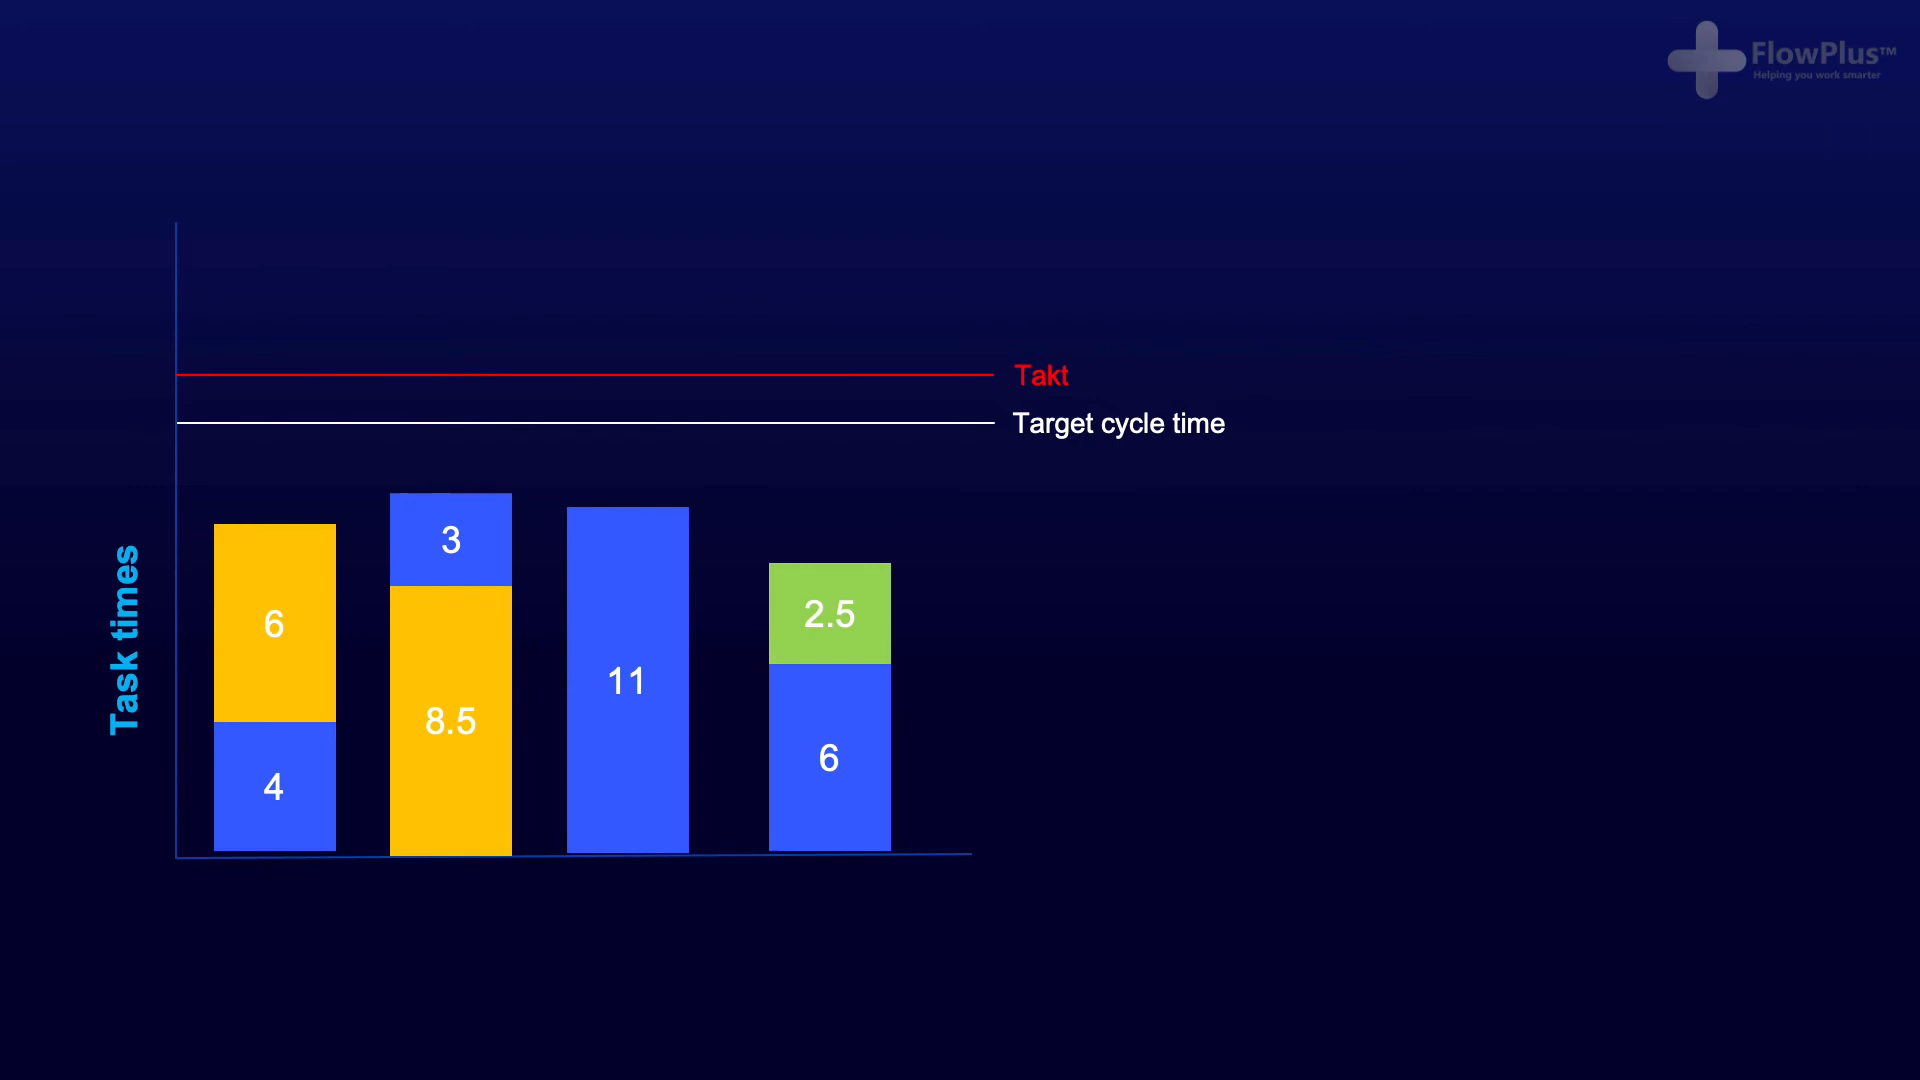 FlowPlus™
Helping you work smarter
Takt
Target cycle time
Task times
6
4
3
8.5
11
2.5
6